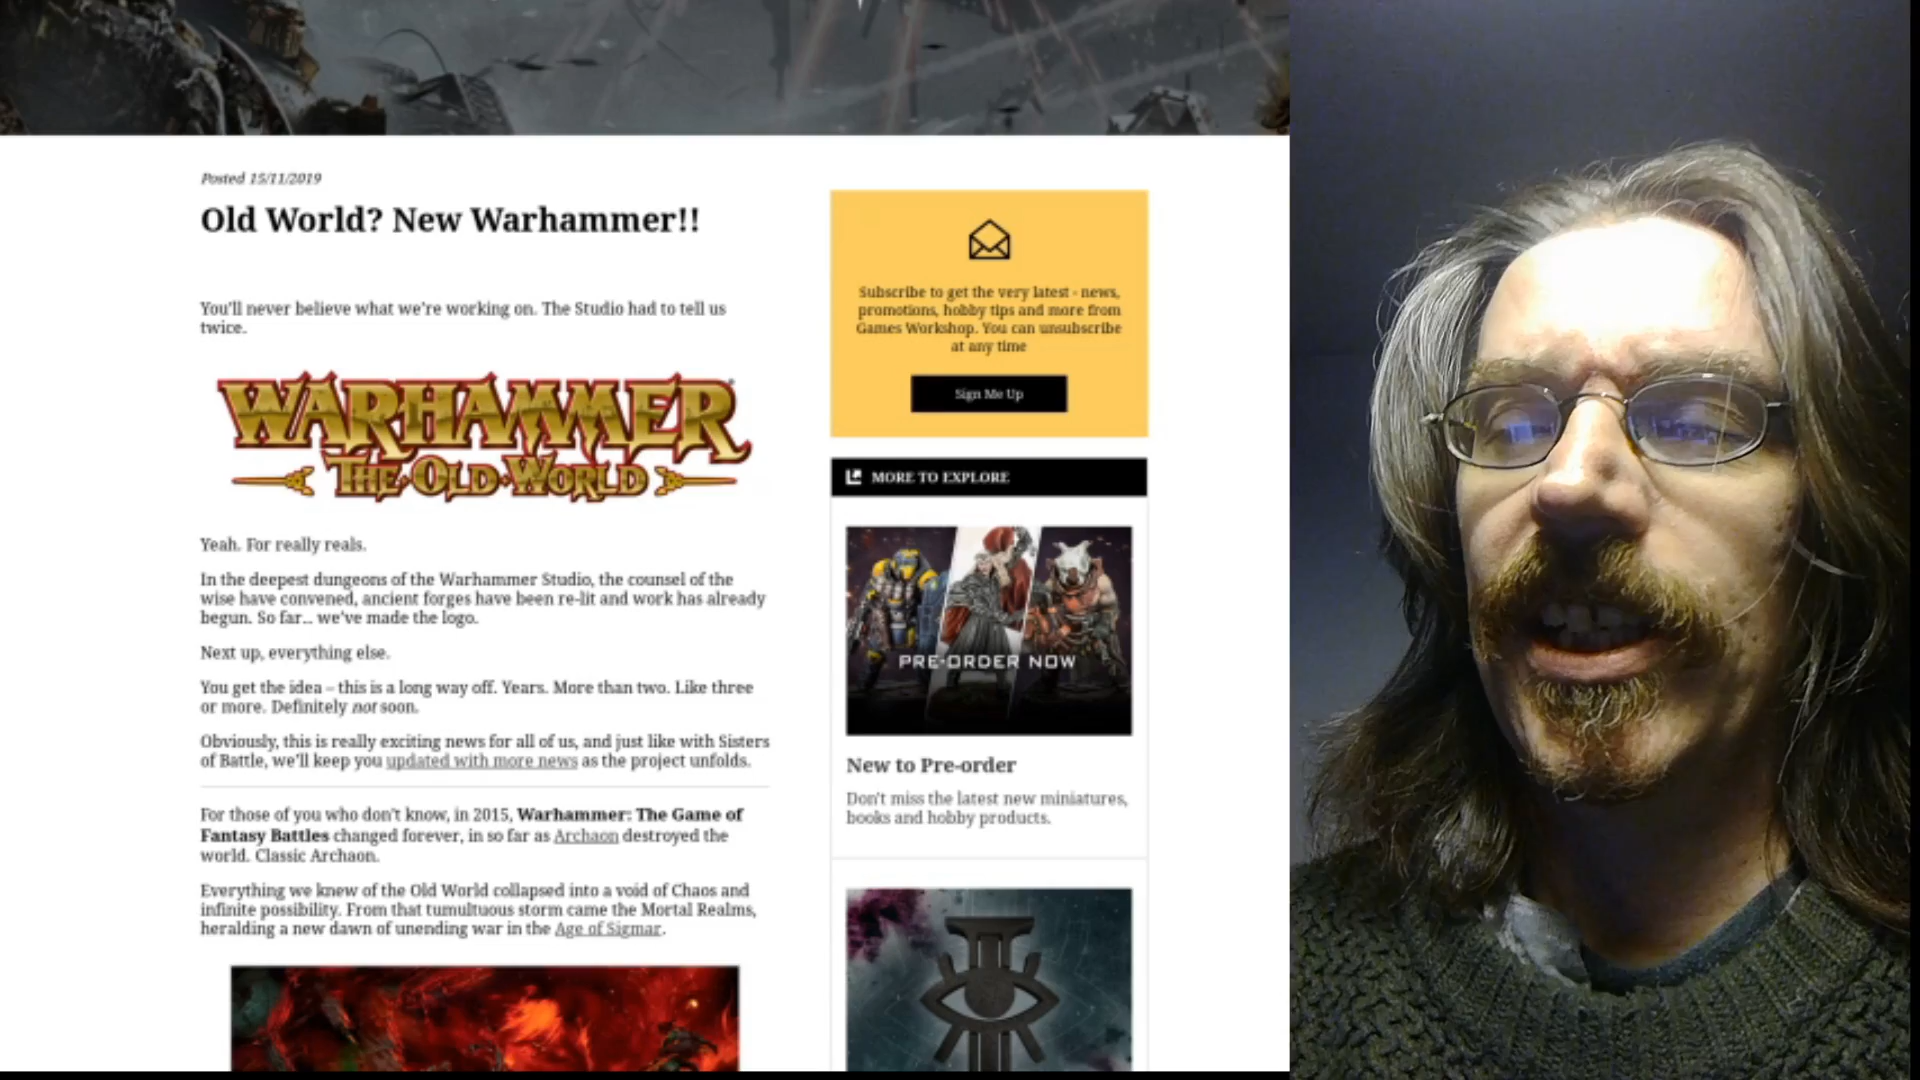 Posted 15/11/2019
Old World? New Warhammer!!
You'll never believe what we're working on. The Studio had to tell us
twice.
WARHAMMER
THE OLD WORLD
Yeah. For really reals.
In the deepest dungeons of the Warhammer Studio, the counsel of the
wise have convened, ancient forges have been re-lit and work has already
begun. So far... we've made the logo.
Next up, everything else.
You get the idea – this is a long way off. Years. More than two. Like three
or more. Definitely not soon.
Obviously, this is really exciting news for all of us, and just like with Sisters
of Battle, we'll keep you updated with more news as the project unfolds.
For those of you who don't know, in 2015, Warhammer: The Game of
Fantasy Battles changed forever, in so far as Archaon destroyed the
world. Classic Archaon.
Everything we knew of the Old World collapsed into a void of Chaos and
infinite possibility. From that tumultuous storm came the Mortal Realms,
heralding a new dawn of unending war in the Age of Sigmar.
Subscribe to get the very latest - news,
promotions, hobby tips and more from
Games Workshop. You can unsubscribe
at any time
Sign Me Up
MORE TO EXPLORE
PRE-ORDER NOW
New to Pre-order
Don't miss the latest new miniatures,
books and hobby products.